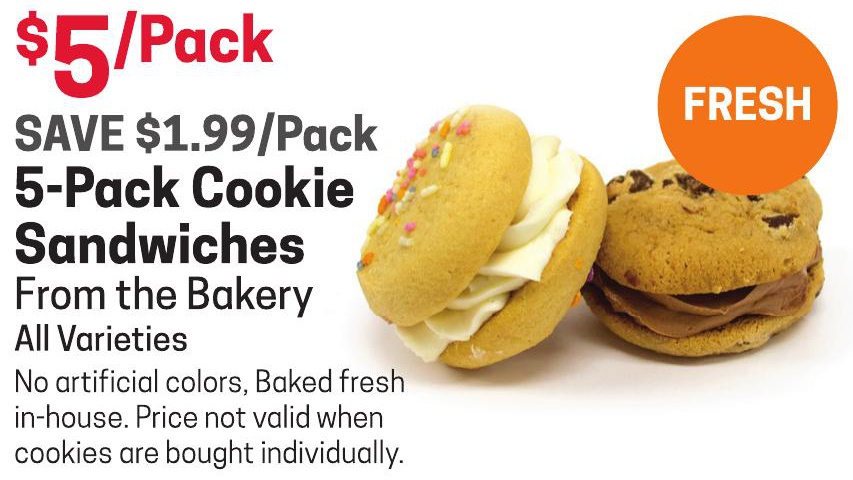 $5/Pack
SAVE $1.99/Pack
5-Pack Cookie
Sandwiches
From the Bakery
All Varieties
No artificial colors, Baked fresh
in-house. Price not valid when
cookies are bought individually.
FRESH